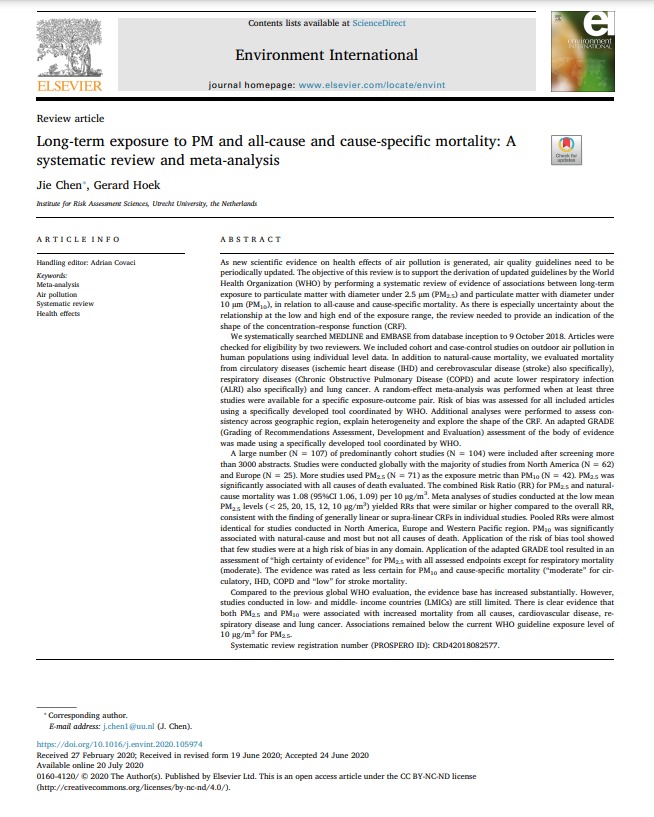 Contents lists available at ScienceDirect
Environment International
journal homepage: www.elsevier.com/locate/envint
ELSEVIER
environment
INTERNATIONAL
Review article
Long-term exposure to PM and all-cause and cause-specific mortality: A
systematic review and meta-analysis
Check for
updates
Jie Chen*, Gerard Hoek
Institute for Risk Assessment Sciences, Utrecht University, the Netherlands
ARTICLE INFO
Handling editor: Adrian Covaci
Keywords:
Meta-analysis
Air pollution
Systematic review
Health effects
ABSTRACT
As new scientific evidence on health effects of air pollution is generated, air quality guidelines need to be
periodically updated. The objective of this review is to support the derivation of updated guidelines by the World
Health Organization (WHO) by performing a systematic review of evidence of associations between long-term
exposure to particulate matter with diameter under 2.5 µm (PM2.5) and particulate matter with diameter under
10 µm (PM10), in relation to all-cause and cause-specific mortality. As there is especially uncertainty about the
relationship at the low and high end of the exposure range, the review needed to provide an indication of the
shape of the concentration–response function (CRF).
We systematically searched MEDLINE and EMBASE from database inception to 9 October 2018. Articles were
checked for eligibility by two reviewers. We included cohort and case-control studies on outdoor air pollution in
human populations using individual level data. In addition to natural-cause mortality, we evaluated mortality
from circulatory diseases (ischemic heart disease (IHD) and cerebrovascular disease (stroke) also specifically),
respiratory diseases (Chronic Obstructive Pulmonary Disease (COPD) and acute lower respiratory infection
(ALRI) also specifically) and lung cancer. A random-effect meta-analysis was performed when at least three
studies were available for a specific exposure-outcome pair. Risk of bias was assessed for all included articles
using a specifically developed tool coordinated by WHO. Additional analyses were performed to assess con-
sistency across geographic region, explain heterogeneity and explore the shape of the CRF. An adapted GRADE
(Grading of Recommendations Assessment, Development and Evaluation) assessment of the body of evidence
was made using a specifically developed tool coordinated by WHO.
A large number (N = 107) of predominantly cohort studies (N = 104) were included after screening more
than 3000 abstracts. Studies were conducted globally with the majority of studies from North America (N = 62)
and Europe (N = 25). More studies used PM2.5 (N = 71) as the exposure metric than PM10 (N = 42). PM2.5 was
significantly associated with all causes of death evaluated. The combined Risk Ratio (RR) for PM2.5 and natural-
cause mortality was 1.08 (95%CI 1.06, 1.09) per 10 µg/m3. Meta analyses of studies conducted at the low mean
PM2.5 levels (< 25, 20, 15, 12, 10 µg/m3) yielded RRs that were similar or higher compared to the overall RR,
consistent with the finding of generally linear or supra-linear CRFs in individual studies. Pooled RRs were almost
identical for studies conducted in North America, Europe and Western Pacific region. PM10 was significantly
associated with natural-cause and most but not all causes of death. Application of the risk of bias tool showed
that few studies were at a high risk of bias in any domain. Application of the adapted GRADE tool resulted in an
assessment of “high certainty of evidence” for PM2.5 with all assessed endpoints except for respiratory mortality
(moderate). The evidence was rated as less certain for PM10 and cause-specific mortality (“moderate” for cir-
culatory, IHD, COPD and “low” for stroke mortality.
Compared to the previous global WHO evaluation, the evidence base has increased substantially. However,
studies conducted in low- and middle- income countries (LMICs) are still limited. There is clear evidence that
both PM2.5 and PM10 were associated with increased mortality from all causes, cardiovascular disease, re-
spiratory disease and lung cancer. Associations remained below the current WHO guideline exposure level of
10 µg/m3 for PM2.5.
Systematic review registration number (PROSPERO ID): CRD42018082577.
* Corresponding author.
E-mail address: j.chen1@uu.nl (J. Chen).
https://doi.org/10.1016/j.envint.2020.105974
Received 27 February 2020; Received in revised form 19 June 2020; Accepted 24 June 2020
Available online 20 July 2020
0160-4120/ © 2020 The Author(s). Published by Elsevier Ltd. This is an open access article under the CC BY-NC-ND license
(http://creativecommons.org/licenses/by-nc-nd/4.0/).